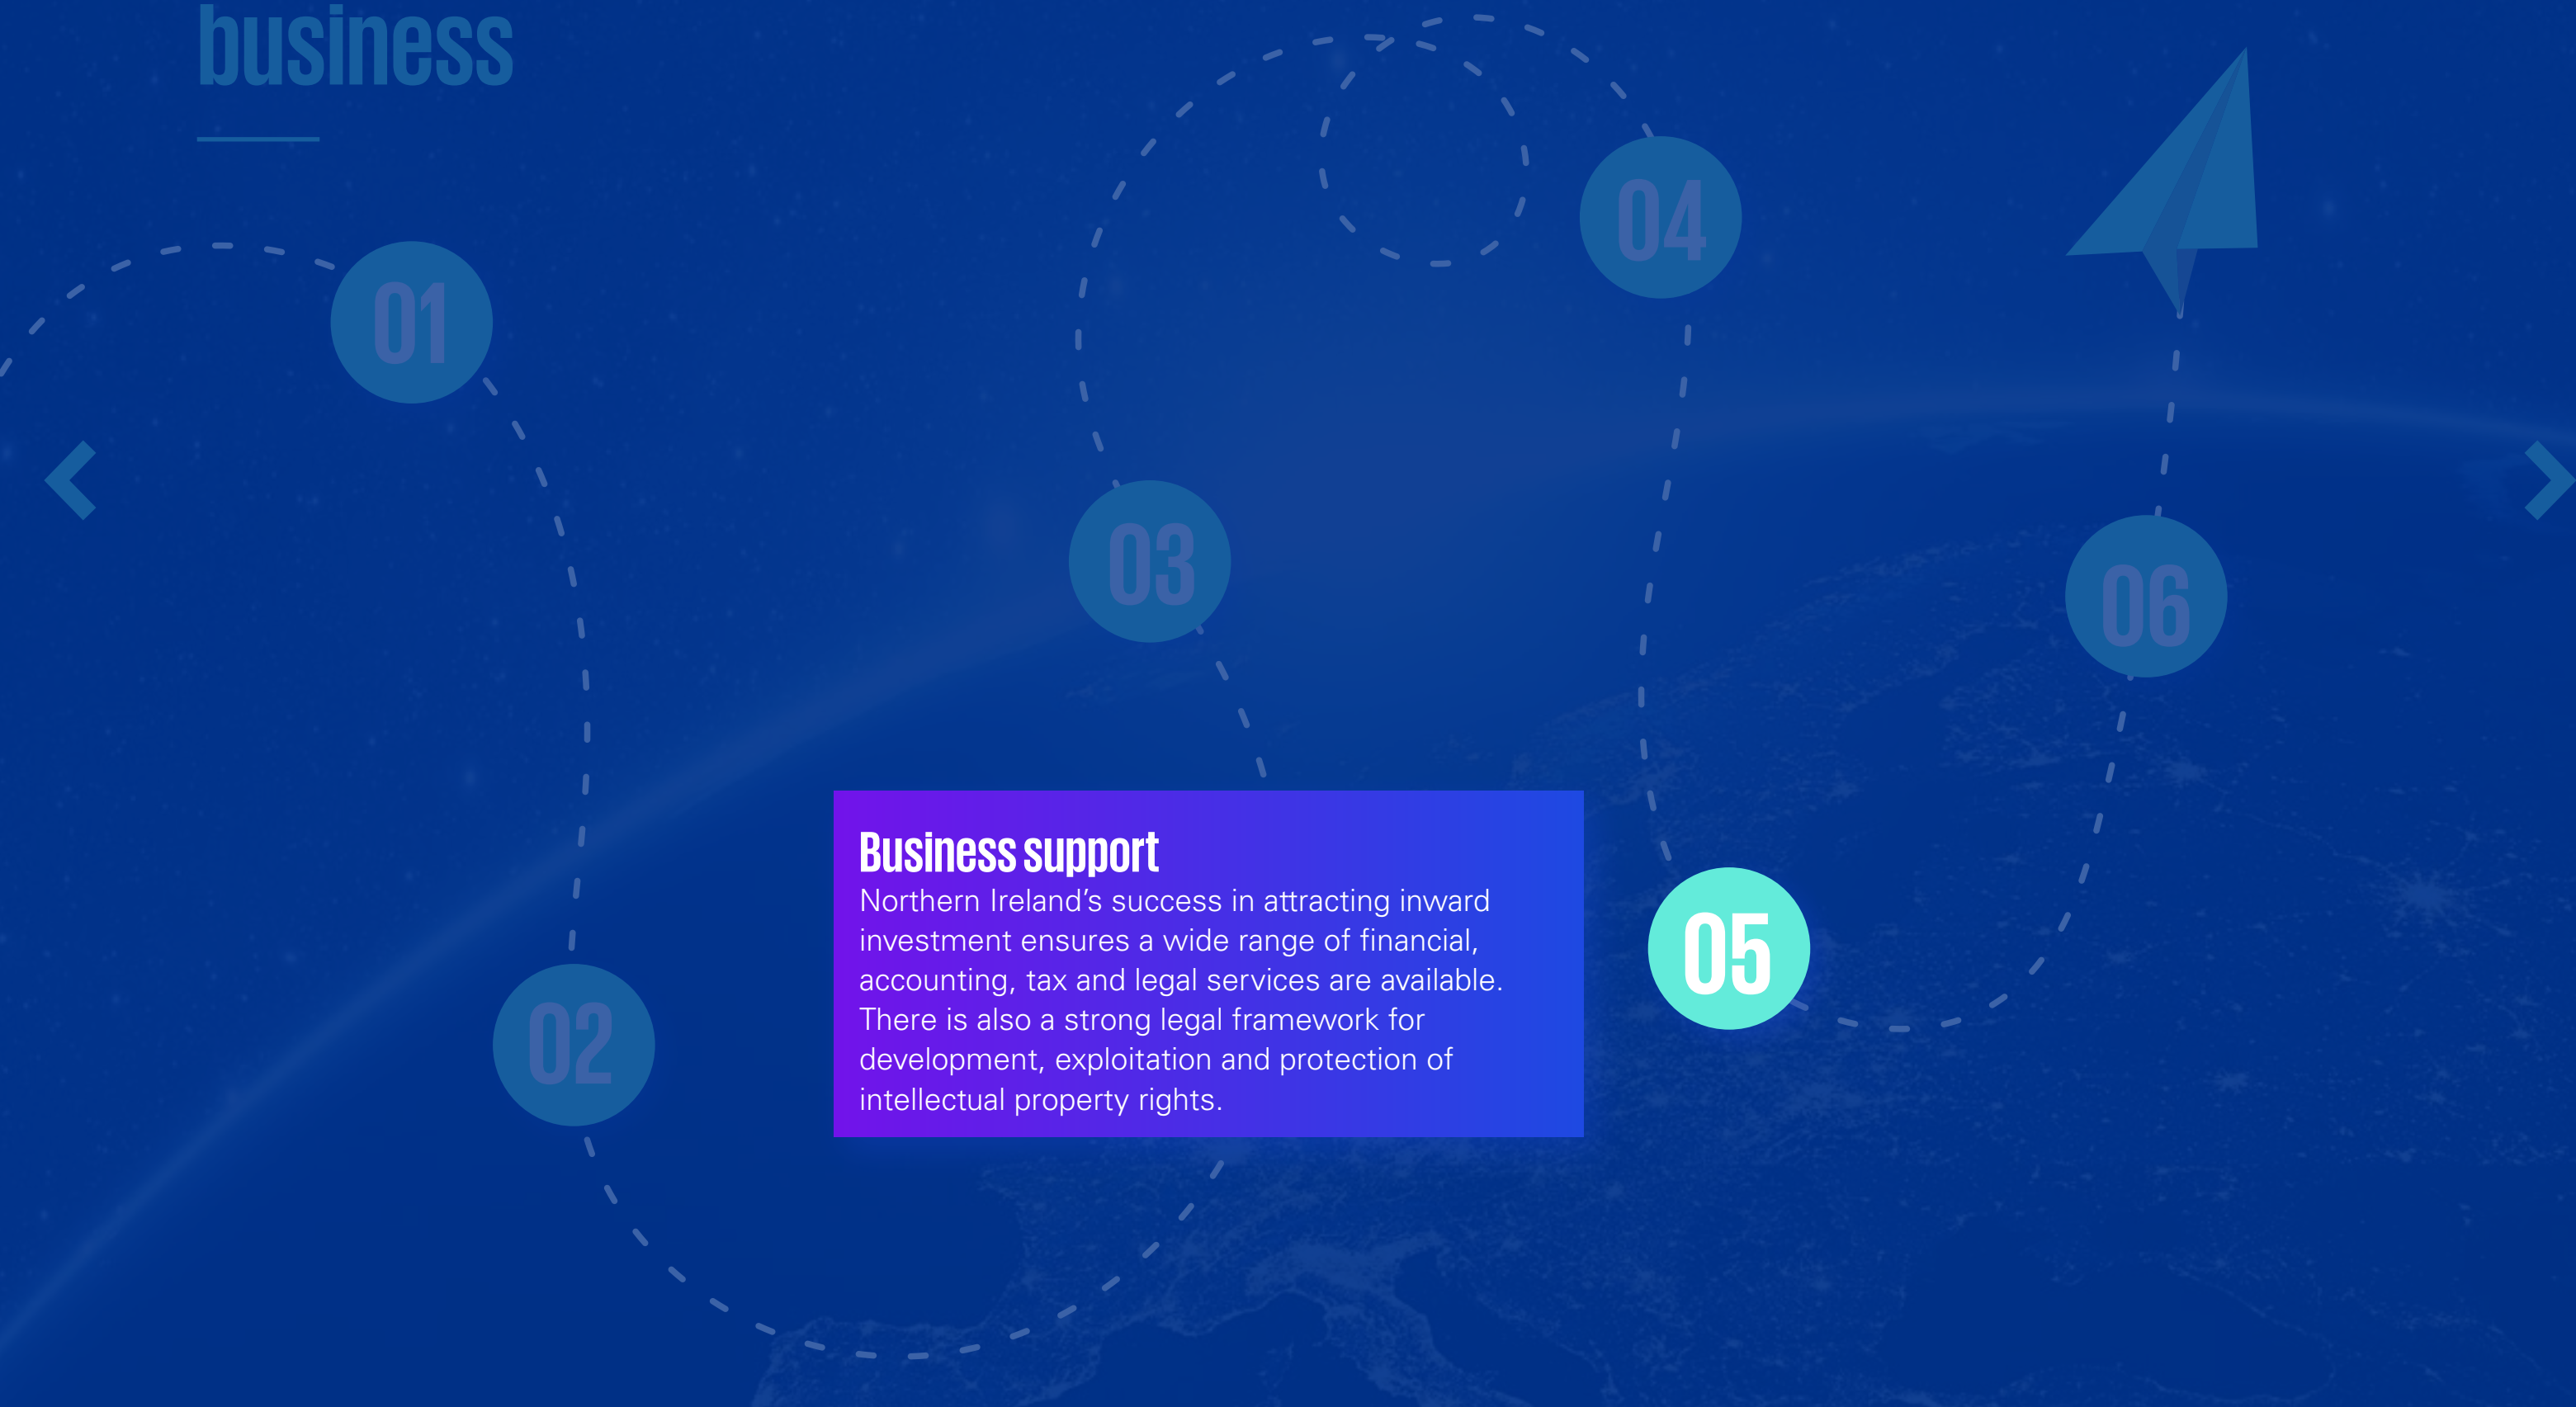 business
01
04
03
06
Business support
Northern Ireland’s success in attracting inward
investment ensures a wide range of financial,
accounting, tax and legal services are available.
There is also a strong legal framework for
development, exploitation and protection of
intellectual property rights.
05
02